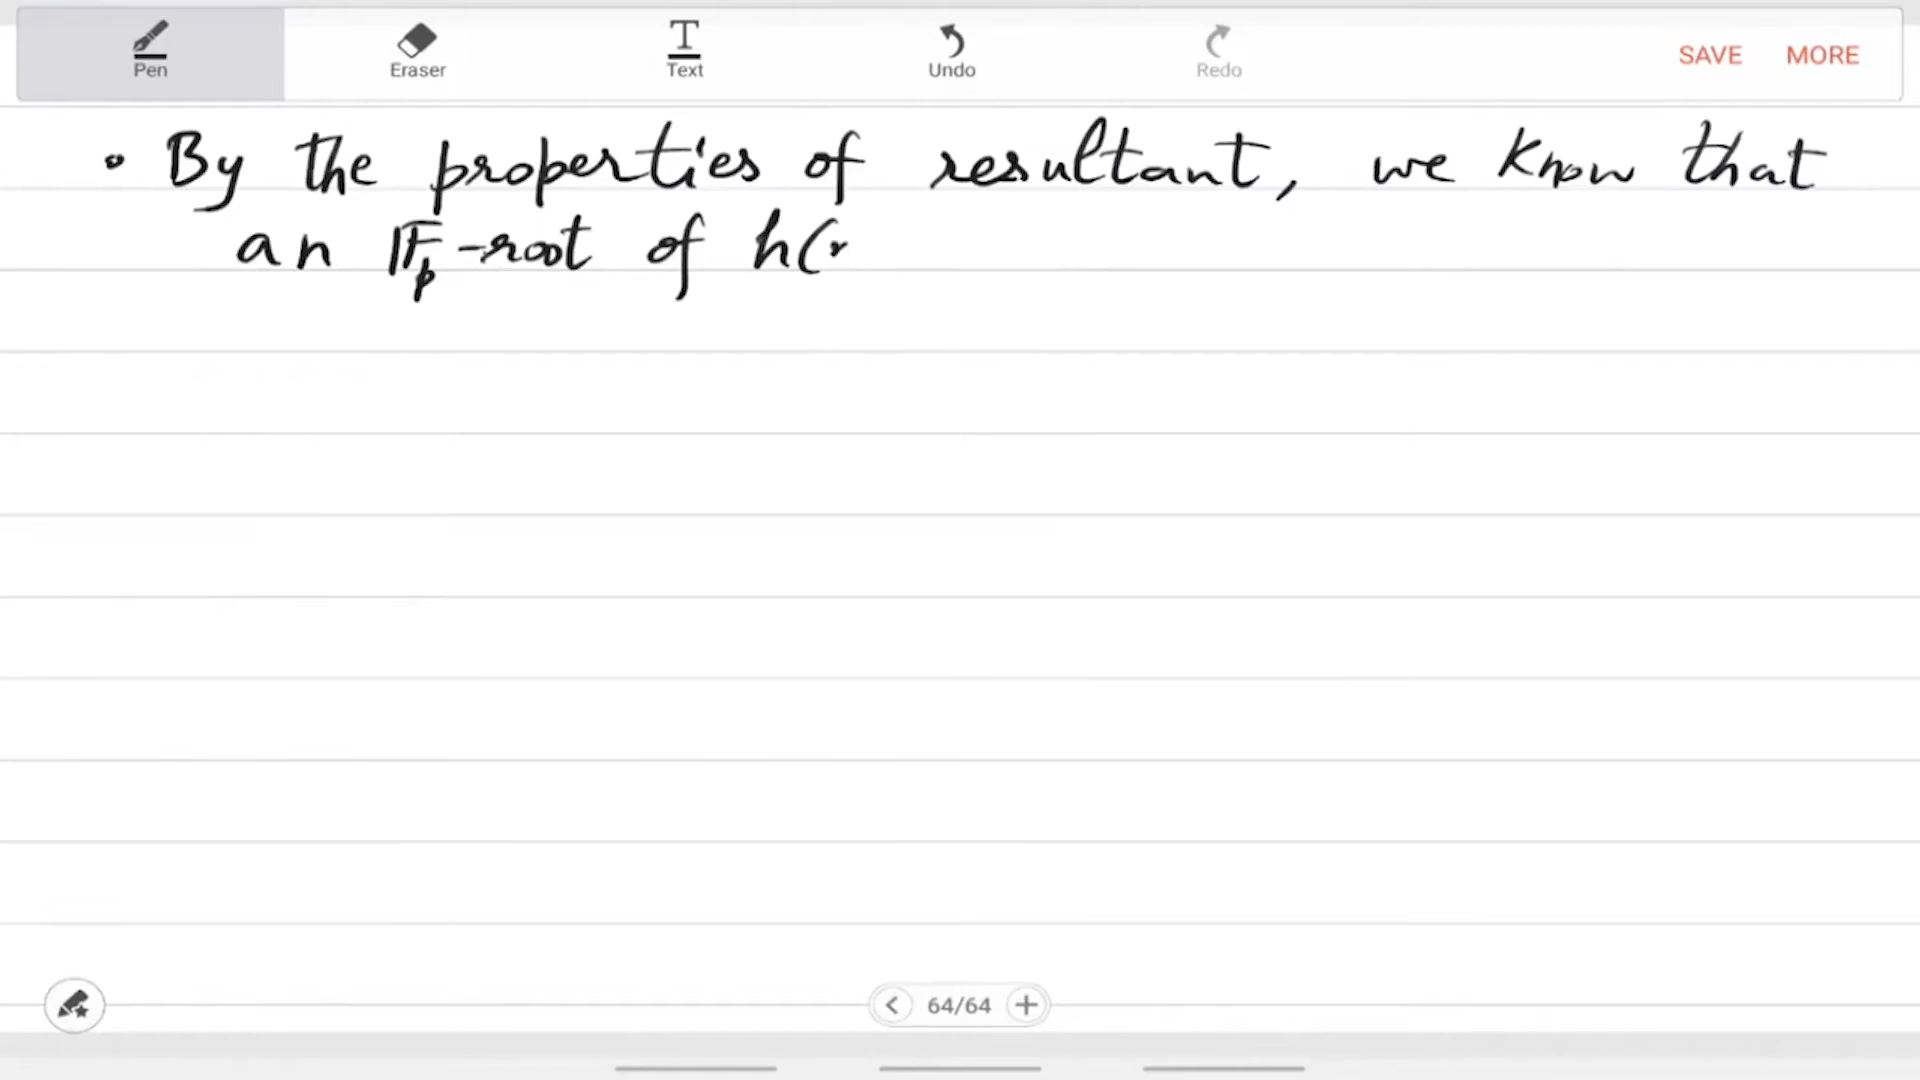 Pen Eraser Text Undo Redo SAVE MORE
• By the properties of resultant, we know that
an 𝔽p-root of h(
64/64